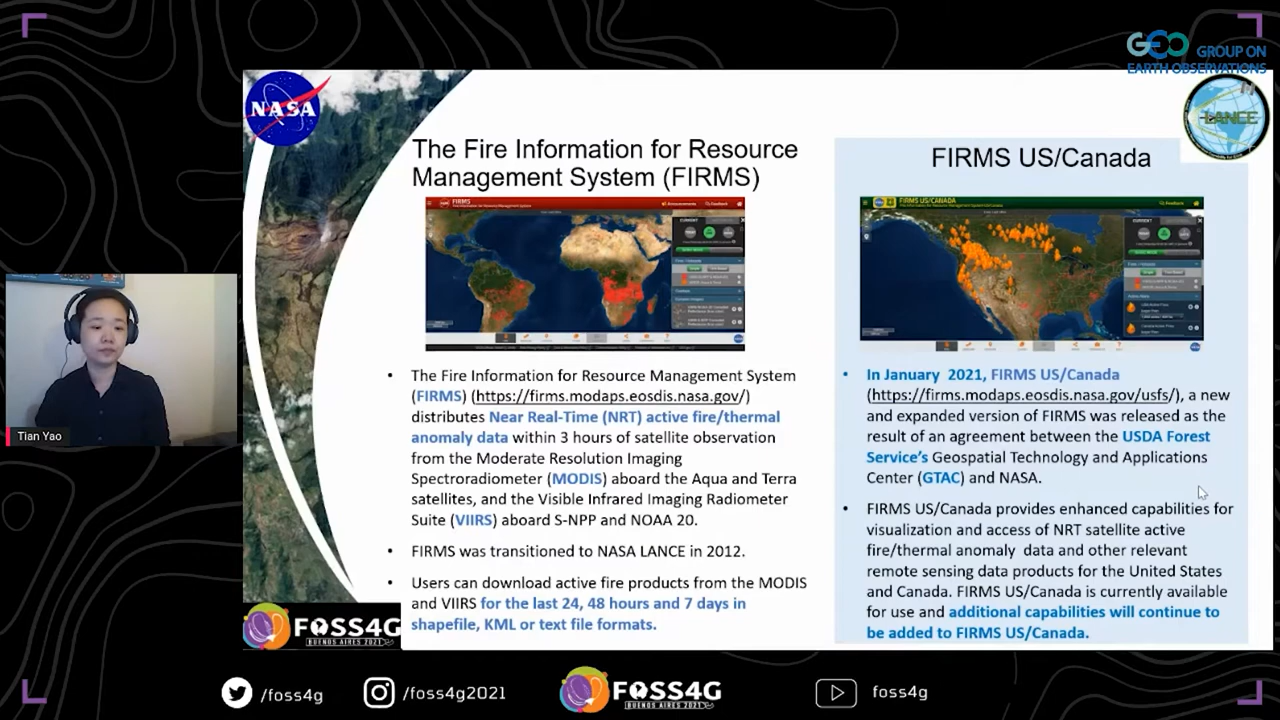 GEO GROUP ON
EARTH OBSERVATIONS
NASA
LANCE
The Fire Information for Resource
Management System (FIRMS)
FIRMS US/Canada
FIRMS
FIRMS US/CANADA
• The Fire Information for Resource Management System
(FIRMS) (https://firms.modaps.eosdis.nasa.gov/)
distributes Near Real-Time (NRT) active fire/thermal
anomaly data within 3 hours of satellite observation
from the Moderate Resolution Imaging
Spectroradiometer (MODIS) aboard the Aqua and Terra
satellites, and the Visible Infrared Imaging Radiometer
Suite (VIIRS) aboard S-NPP and NOAA 20.
• FIRMS was transitioned to NASA LANCE in 2012.
• Users can download active fire products from the MODIS
and VIIRS for the last 24, 48 hours and 7 days in
shapefile, KML or text file formats.
• In January 2021, FIRMS US/Canada
(https://firms.modaps.eosdis.nasa.gov/usfs/), a new
and expanded version of FIRMS was released as the
result of an agreement between the USDA Forest
Service's Geospatial Technology and Applications
Center (GTAC) and NASA.
• FIRMS US/Canada provides enhanced capabilities for
visualization and access of NRT satellite active
fire/thermal anomaly data and other relevant
remote sensing data products for the United States
and Canada. FIRMS US/Canada is currently available
for use and additional capabilities will continue to
be added to FIRMS US/Canada.
Tian Yao
FOSS4G
BUENOS AIRES 2021
/foss4g
/foss4g2021
FOSS4G
BUENOS AIRES 2021
foss4g